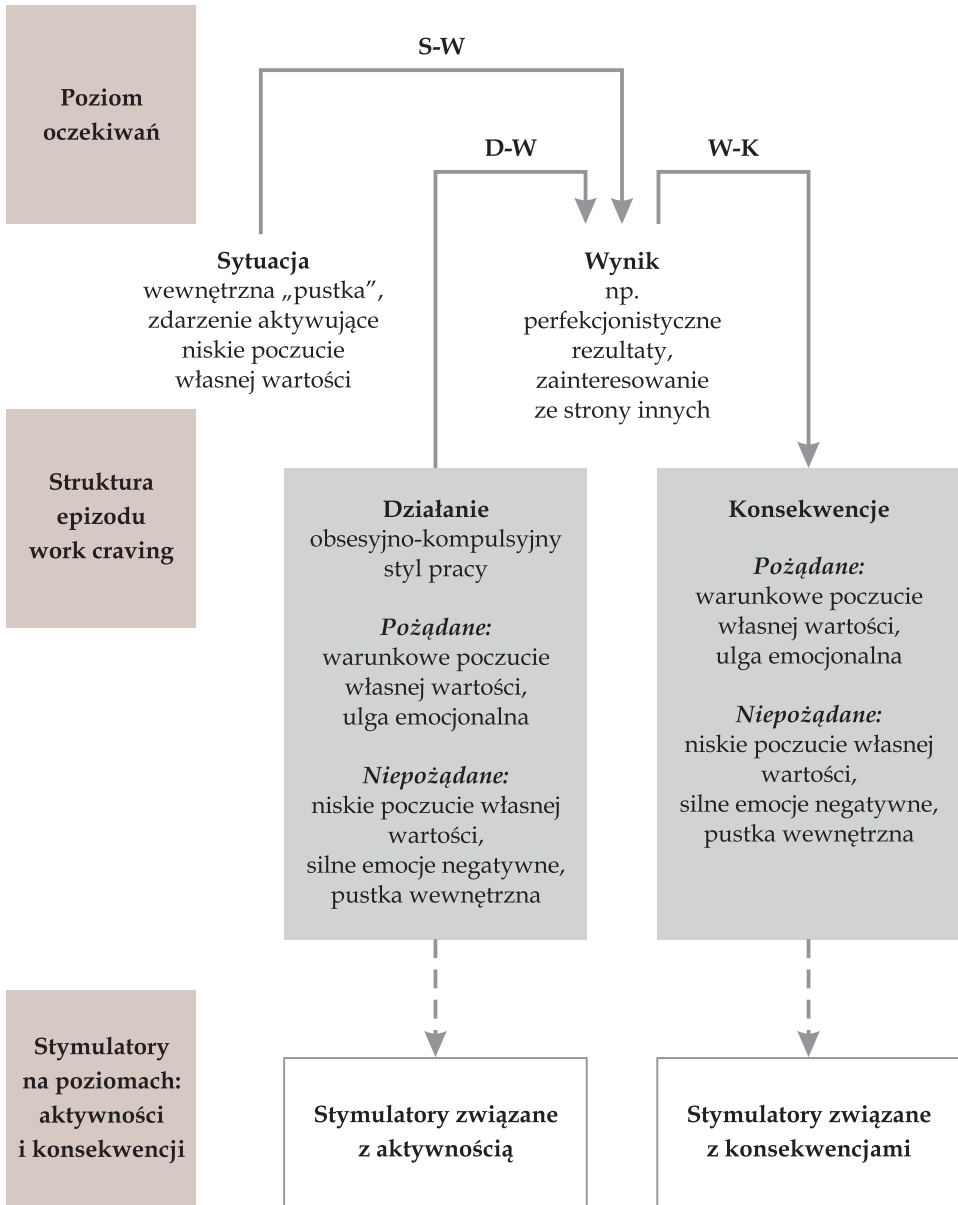 Poziom
oczekiwań
S-W
D-W
W-K
Sytuacja
wewnętrzna „pustka”,
zdarzenie aktywujące
niskie poczucie
własnej wartości
Wynik
np.
perfekcjonistyczne
rezultaty,
zainteresowanie
ze strony innych
Struktura
epizodu
work craving
Działanie
obsesyjno-kompulsyjny
styl pracy
Pożądane:
warunkowe poczucie
własnej wartości,
ulga emocjonalna
Niepożądane:
niskie poczucie własnej
wartości,
silne emocje negatywne,
pustka wewnętrzna
Konsekwencje
Pożądane:
warunkowe poczucie
własnej wartości,
ulga emocjonalna
Niepożądane:
niskie poczucie własnej
wartości,
silne emocje negatywne,
pustka wewnętrzna
Stymulatory
na poziomach:
aktywności
i konsekwencji
Stymulatory związane
z aktywnością
Stymulatory związane
z konsekwencjami